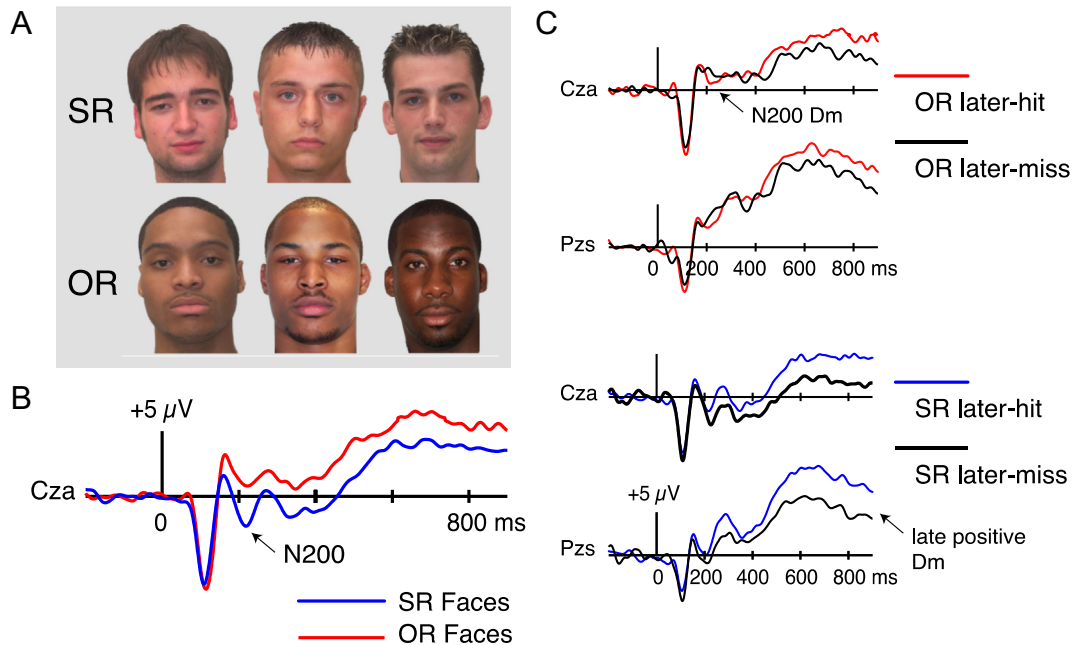 A
SR
OR
B
+5 µV
Cza
0
800 ms
N200
SR Faces
OR Faces
C
Cza
N200 Dm
OR later-hit
OR later-miss
Pzs
0 200 400 600 800 ms
Cza
SR later-hit
SR later-miss
+5 µV
Pzs
0 200 400 600 800 ms
late positive
Dm